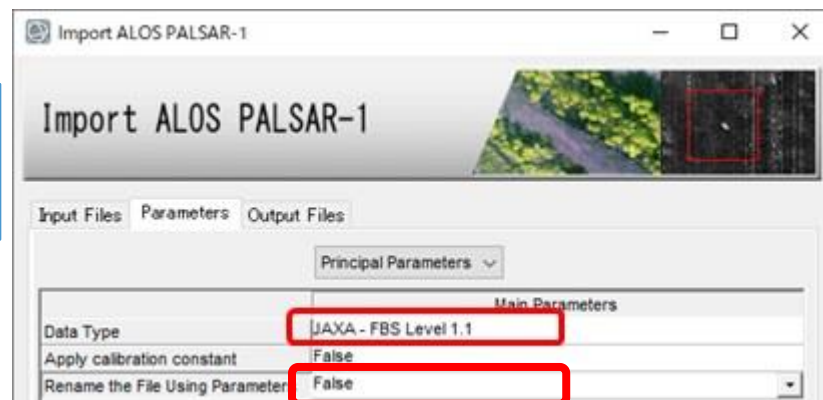 Import ALOS PALSAR-1
Import ALOS PALSAR-1
Input Files Parameters Output Files
Principal Parameters
Main Parameters
Data Type JAXA - FBS Level 1.1
Apply calibration constant False
Rename the File Using Parameter False